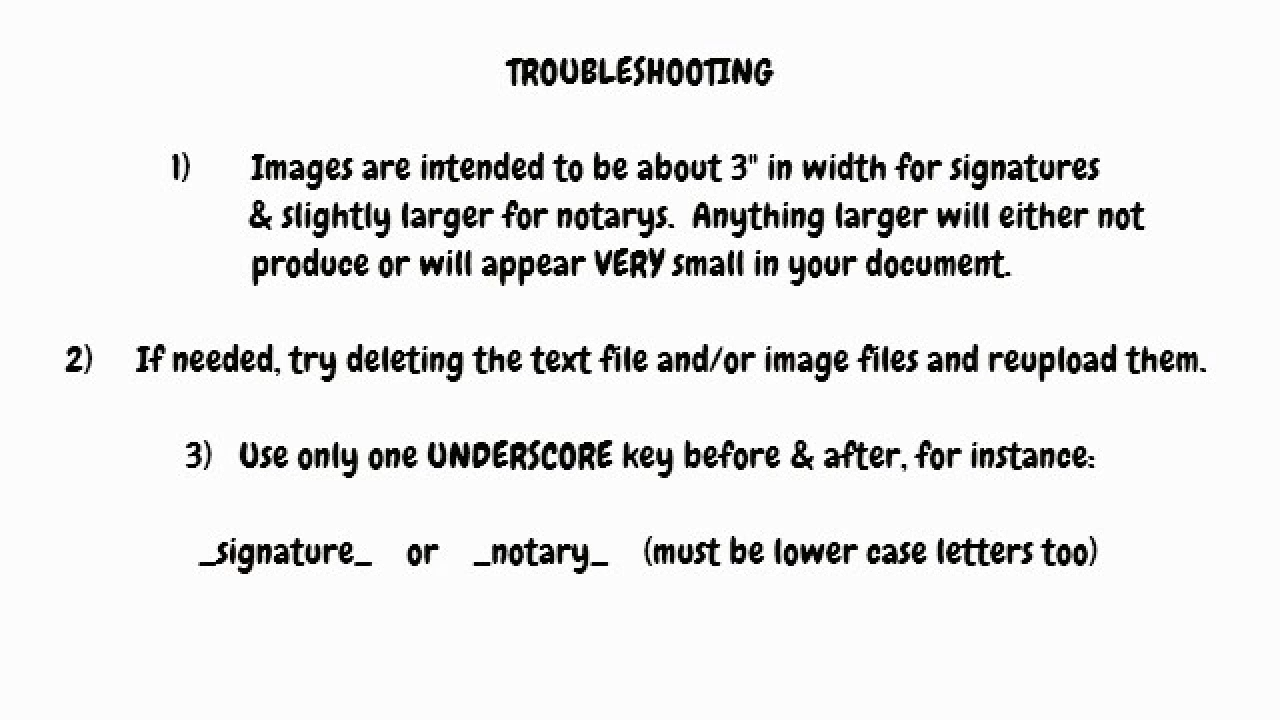 TROUBLESHOOTING
1) Images are intended to be about 3" in width for signatures
& slightly larger for notarys. Anything larger will either not
produce or will appear VERY small in your document.
2) If needed, try deleting the text file and/or image files and reupload them.
3) Use only one UNDERSCORE key before & after, for instance:
_signature_ or _notary_ (must be lower case letters too)